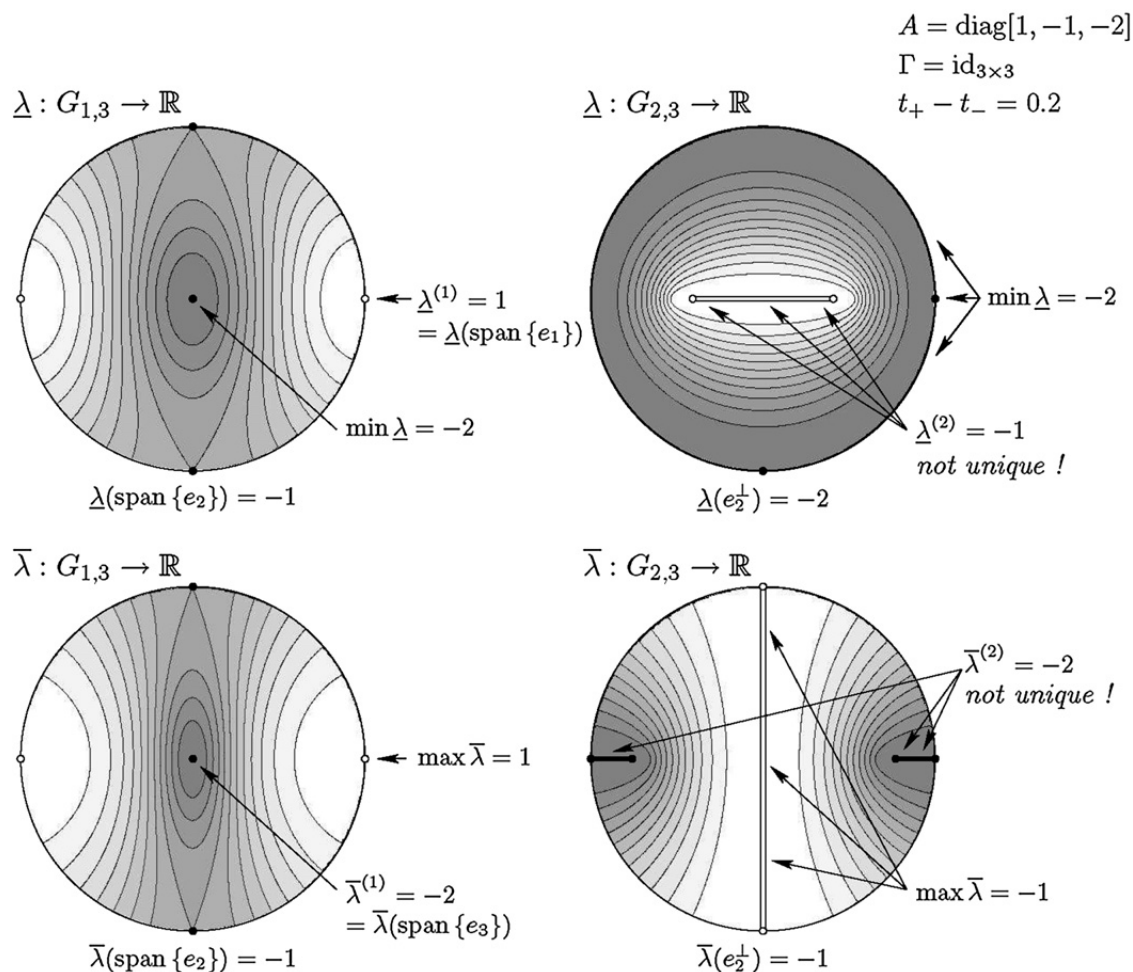 A = diag[1, −1, −2]
Γ = id₃ₓ₃
t₊ − t₋ = 0.2
λ̲ : G₁,₃ → ℝ
λ̲ : G₂,₃ → ℝ
λ̲⁽¹⁾ = 1
= λ̲(span {e₁})
min λ̲ = −2
λ̲(span {e₂}) = −1
min λ̲ = −2
λ̲⁽²⁾ = −1
not unique !
λ̲(e₂^⊥) = −2
λ̅ : G₁,₃ → ℝ
λ̅ : G₂,₃ → ℝ
max λ̅ = 1
λ̅⁽¹⁾ = −2
= λ̅(span {e₃})
λ̅(span {e₂}) = −1
λ̅⁽²⁾ = −2
not unique !
max λ̅ = −1
λ̅(e₂^⊥) = −1